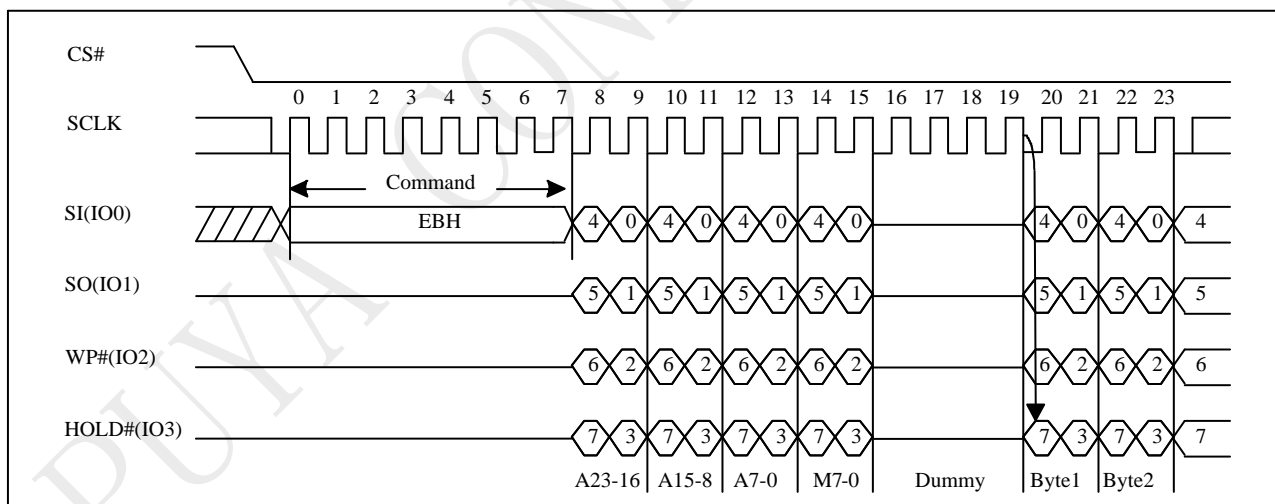 CS#
0 1 2 3 4 5 6 7 8 9 10 11 12 13 14 15 16 17 18 19 20 21 22 23
SCLK
Command
SI(IO0) EBH 4 0 4 0 4 0 4 0 4 0 4 0 4
SO(IO1) 5 1 5 1 5 1 5 1 5 1 5 1 5
WP#(IO2) 6 2 6 2 6 2 6 2 6 2 6 2 6
HOLD#(IO3) 7 3 7 3 7 3 7 3 7 3 7 3 7
A23-16 A15-8 A7-0 M7-0 Dummy Byte1 Byte2
PUYA